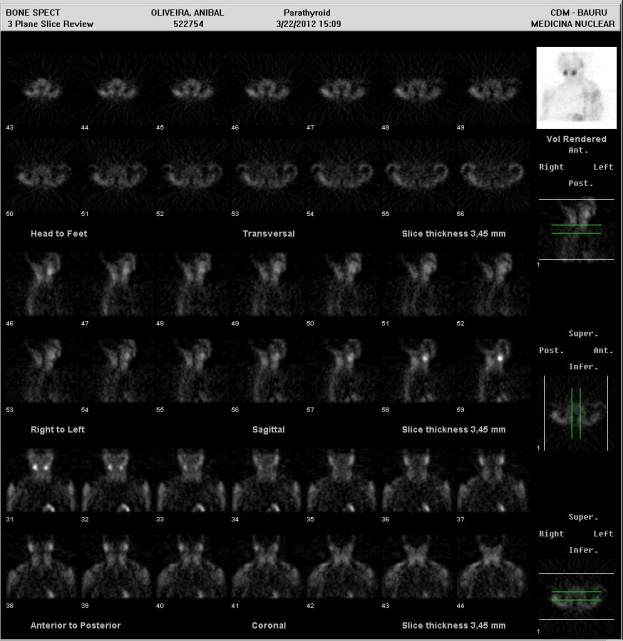 BONE SPECT OLIVEIRA, ANIBAL Parathyroid CDM - BAURU
3 Plane Slice Review 522754 3/22/2012 15:09 MEDICINA NUCLEAR
43 44 45 46 47 48 49
Vol Rendered
Ant.
Right Left
Post.
50 51 52 53 54 55 56
Head to Feet Transversal Slice thickness 3,45 mm
1
46 47 48 49 50 51 52
Super.
Post. Ant.
Infer.
53 54 55 56 57 58 59
Right to Left Sagittal Slice thickness 3,45 mm
1
31 32 33 34 35 36 37
Super.
Right Left
Infer.
38 39 40 41 42 43 44
Anterior to Posterior Coronal Slice thickness 3,45 mm
1